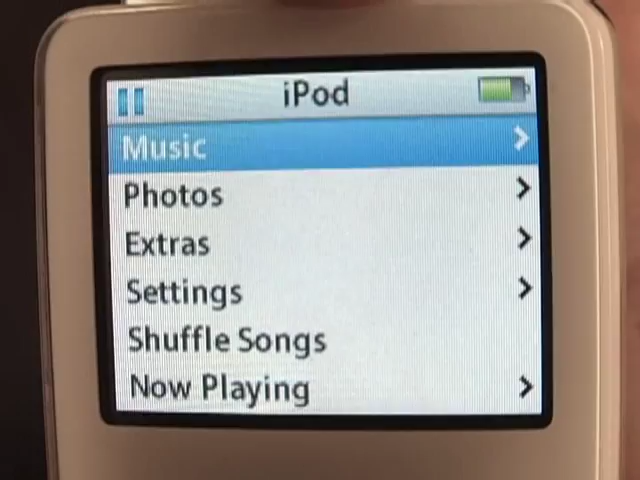 iPod
Music
Photos
Extras
Settings
Shuffle Songs
Now Playing